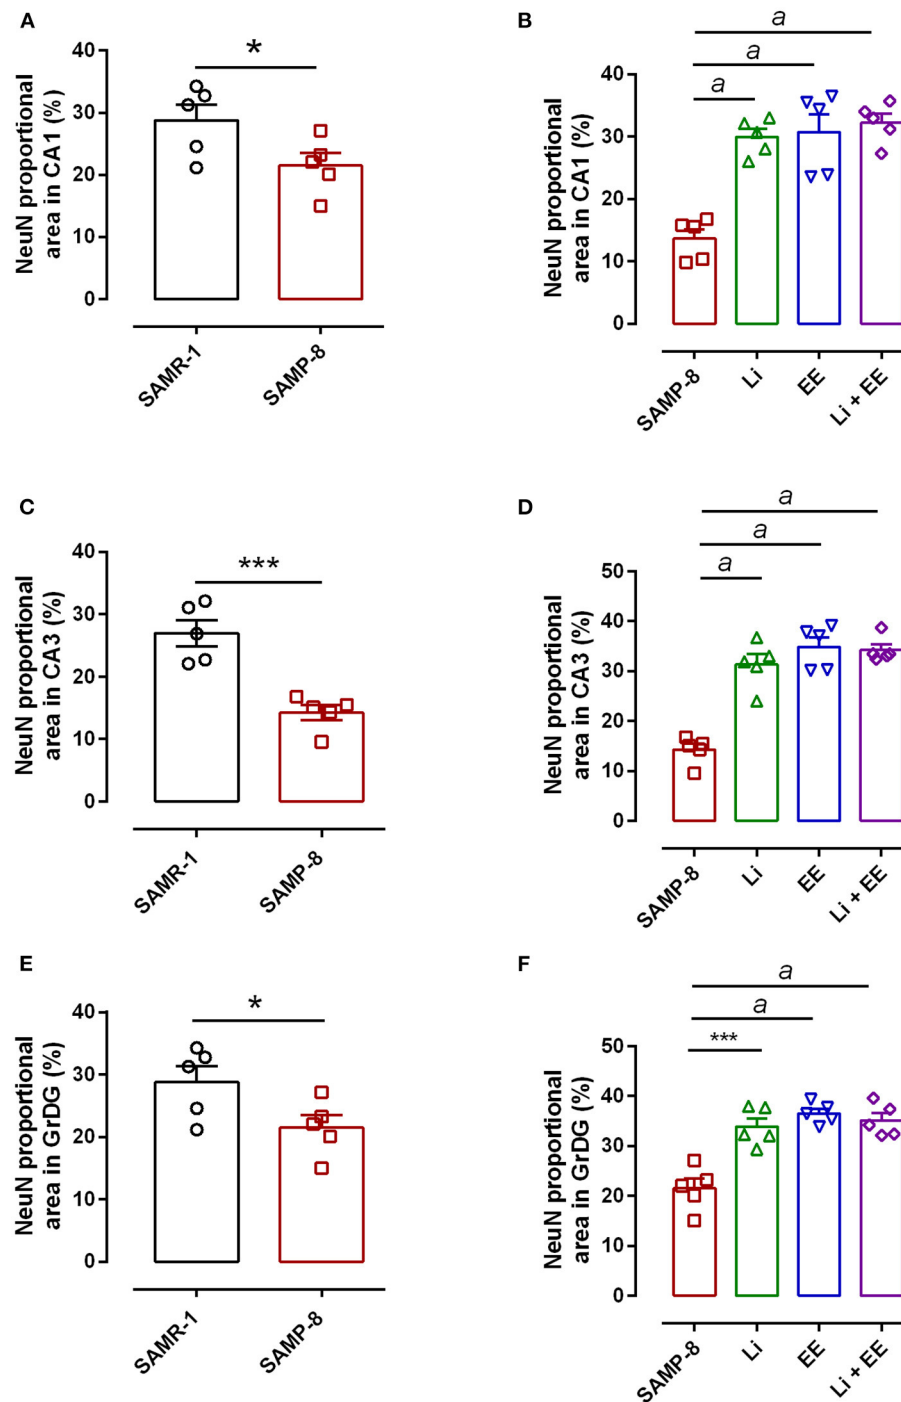 A
NeuN proportional
area in CA1 (%)
40
30
20
10
0
*
SAMR-1
SAMP-8
B
NeuN proportional
area in CA1 (%)
40
30
20
10
0
a
a
a
SAMP-8
Li
EE
Li + EE
C
NeuN proportional
area in CA3 (%)
40
30
20
10
0
***
SAMR-1
SAMP-8
D
NeuN proportional
area in CA3 (%)
50
40
30
20
10
0
a
a
a
SAMP-8
Li
EE
Li + EE
E
NeuN proportional
area in GrDG (%)
40
30
20
10
0
*
SAMR-1
SAMP-8
F
NeuN proportional
area in GrDG (%)
50
40
30
20
10
0
a
a
***
SAMP-8
Li
EE
Li + EE